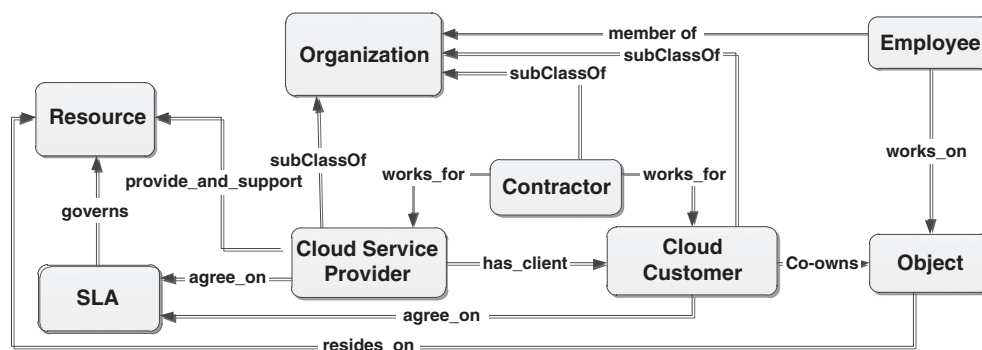 member of
Employee
Organization
subClassOf
subClassOf
Resource
subClassOf
works_on
provide_and_support
works_for
Contractor
works_for
governs
Cloud Service
Provider
has_client
Cloud
Customer
Co-owns
Object
agree_on
SLA
agree_on
resides_on